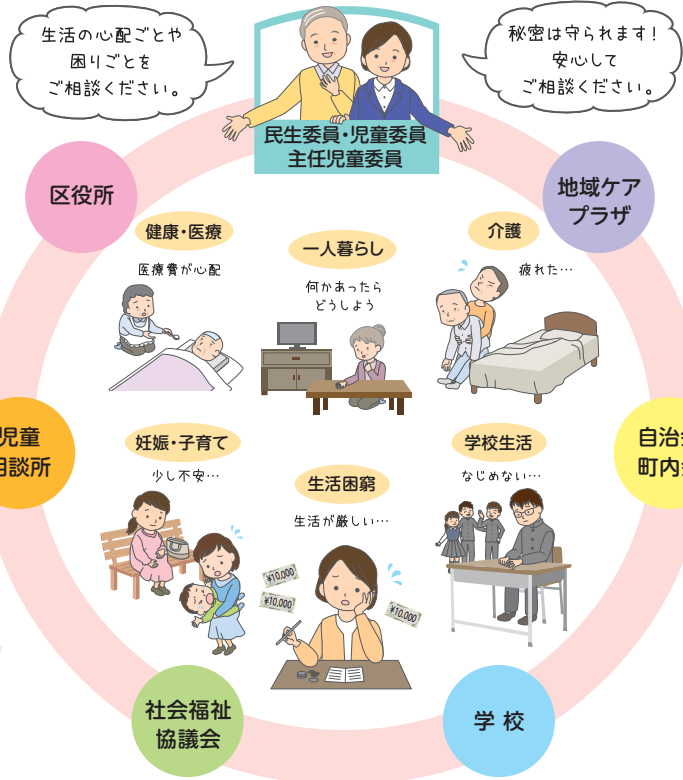 生活の心配ごとや
困りごとを
ご相談ください。
秘密は守られます!
安心して
ご相談ください。
民生委員・児童委員
主任児童委員
区役所
地域ケア
プラザ
健康・医療
医療費が心配
一人暮らし
何かあったら
どうしよう
介護
疲れた…
児童
相談所
自治会
町内会
妊娠・子育て
少し不安…
生活困窮
生活が厳しい…
学校生活
なじめない…
¥10,000
¥10,000
¥10,000
社会福祉
協議会
学校